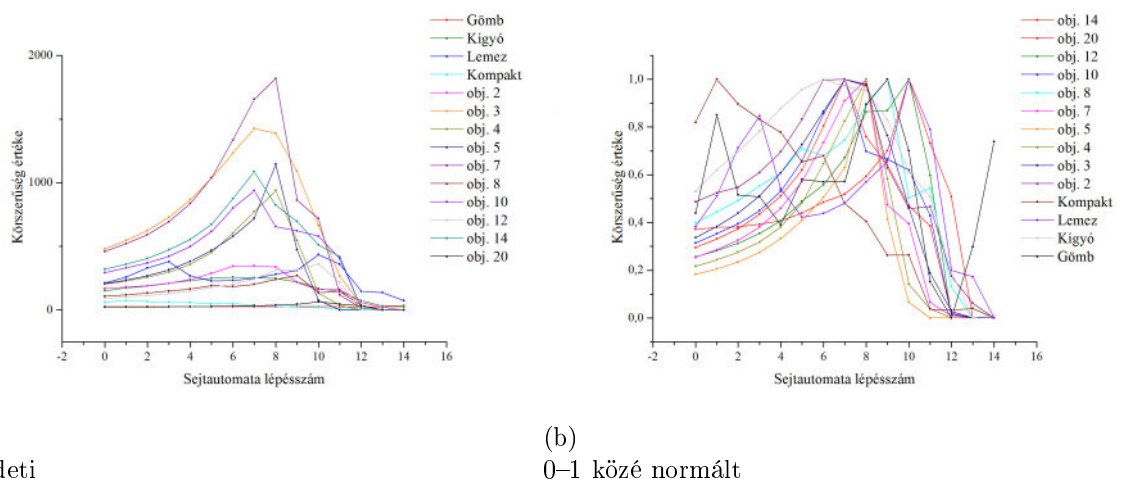 Gömb
Kígyó
Lemez
Kompakt
obj. 2
obj. 3
obj. 4
obj. 5
obj. 7
obj. 8
obj. 10
obj. 12
obj. 14
obj. 20
Körszerűség értéke
2000
1000
0
-2 0 2 4 6 8 10 12 14 16
Sejtautomata lépésszám
obj. 14
obj. 20
obj. 12
obj. 10
obj. 8
obj. 7
obj. 5
obj. 4
obj. 3
obj. 2
Kompakt
Lemez
Kígyó
Gömb
Körszerűség értéke
1,0
0,8
0,6
0,4
0,2
0,0
-2 0 2 4 6 8 10 12 14 16
Sejtautomata lépésszám
(b)
deti
0–1 közé normált